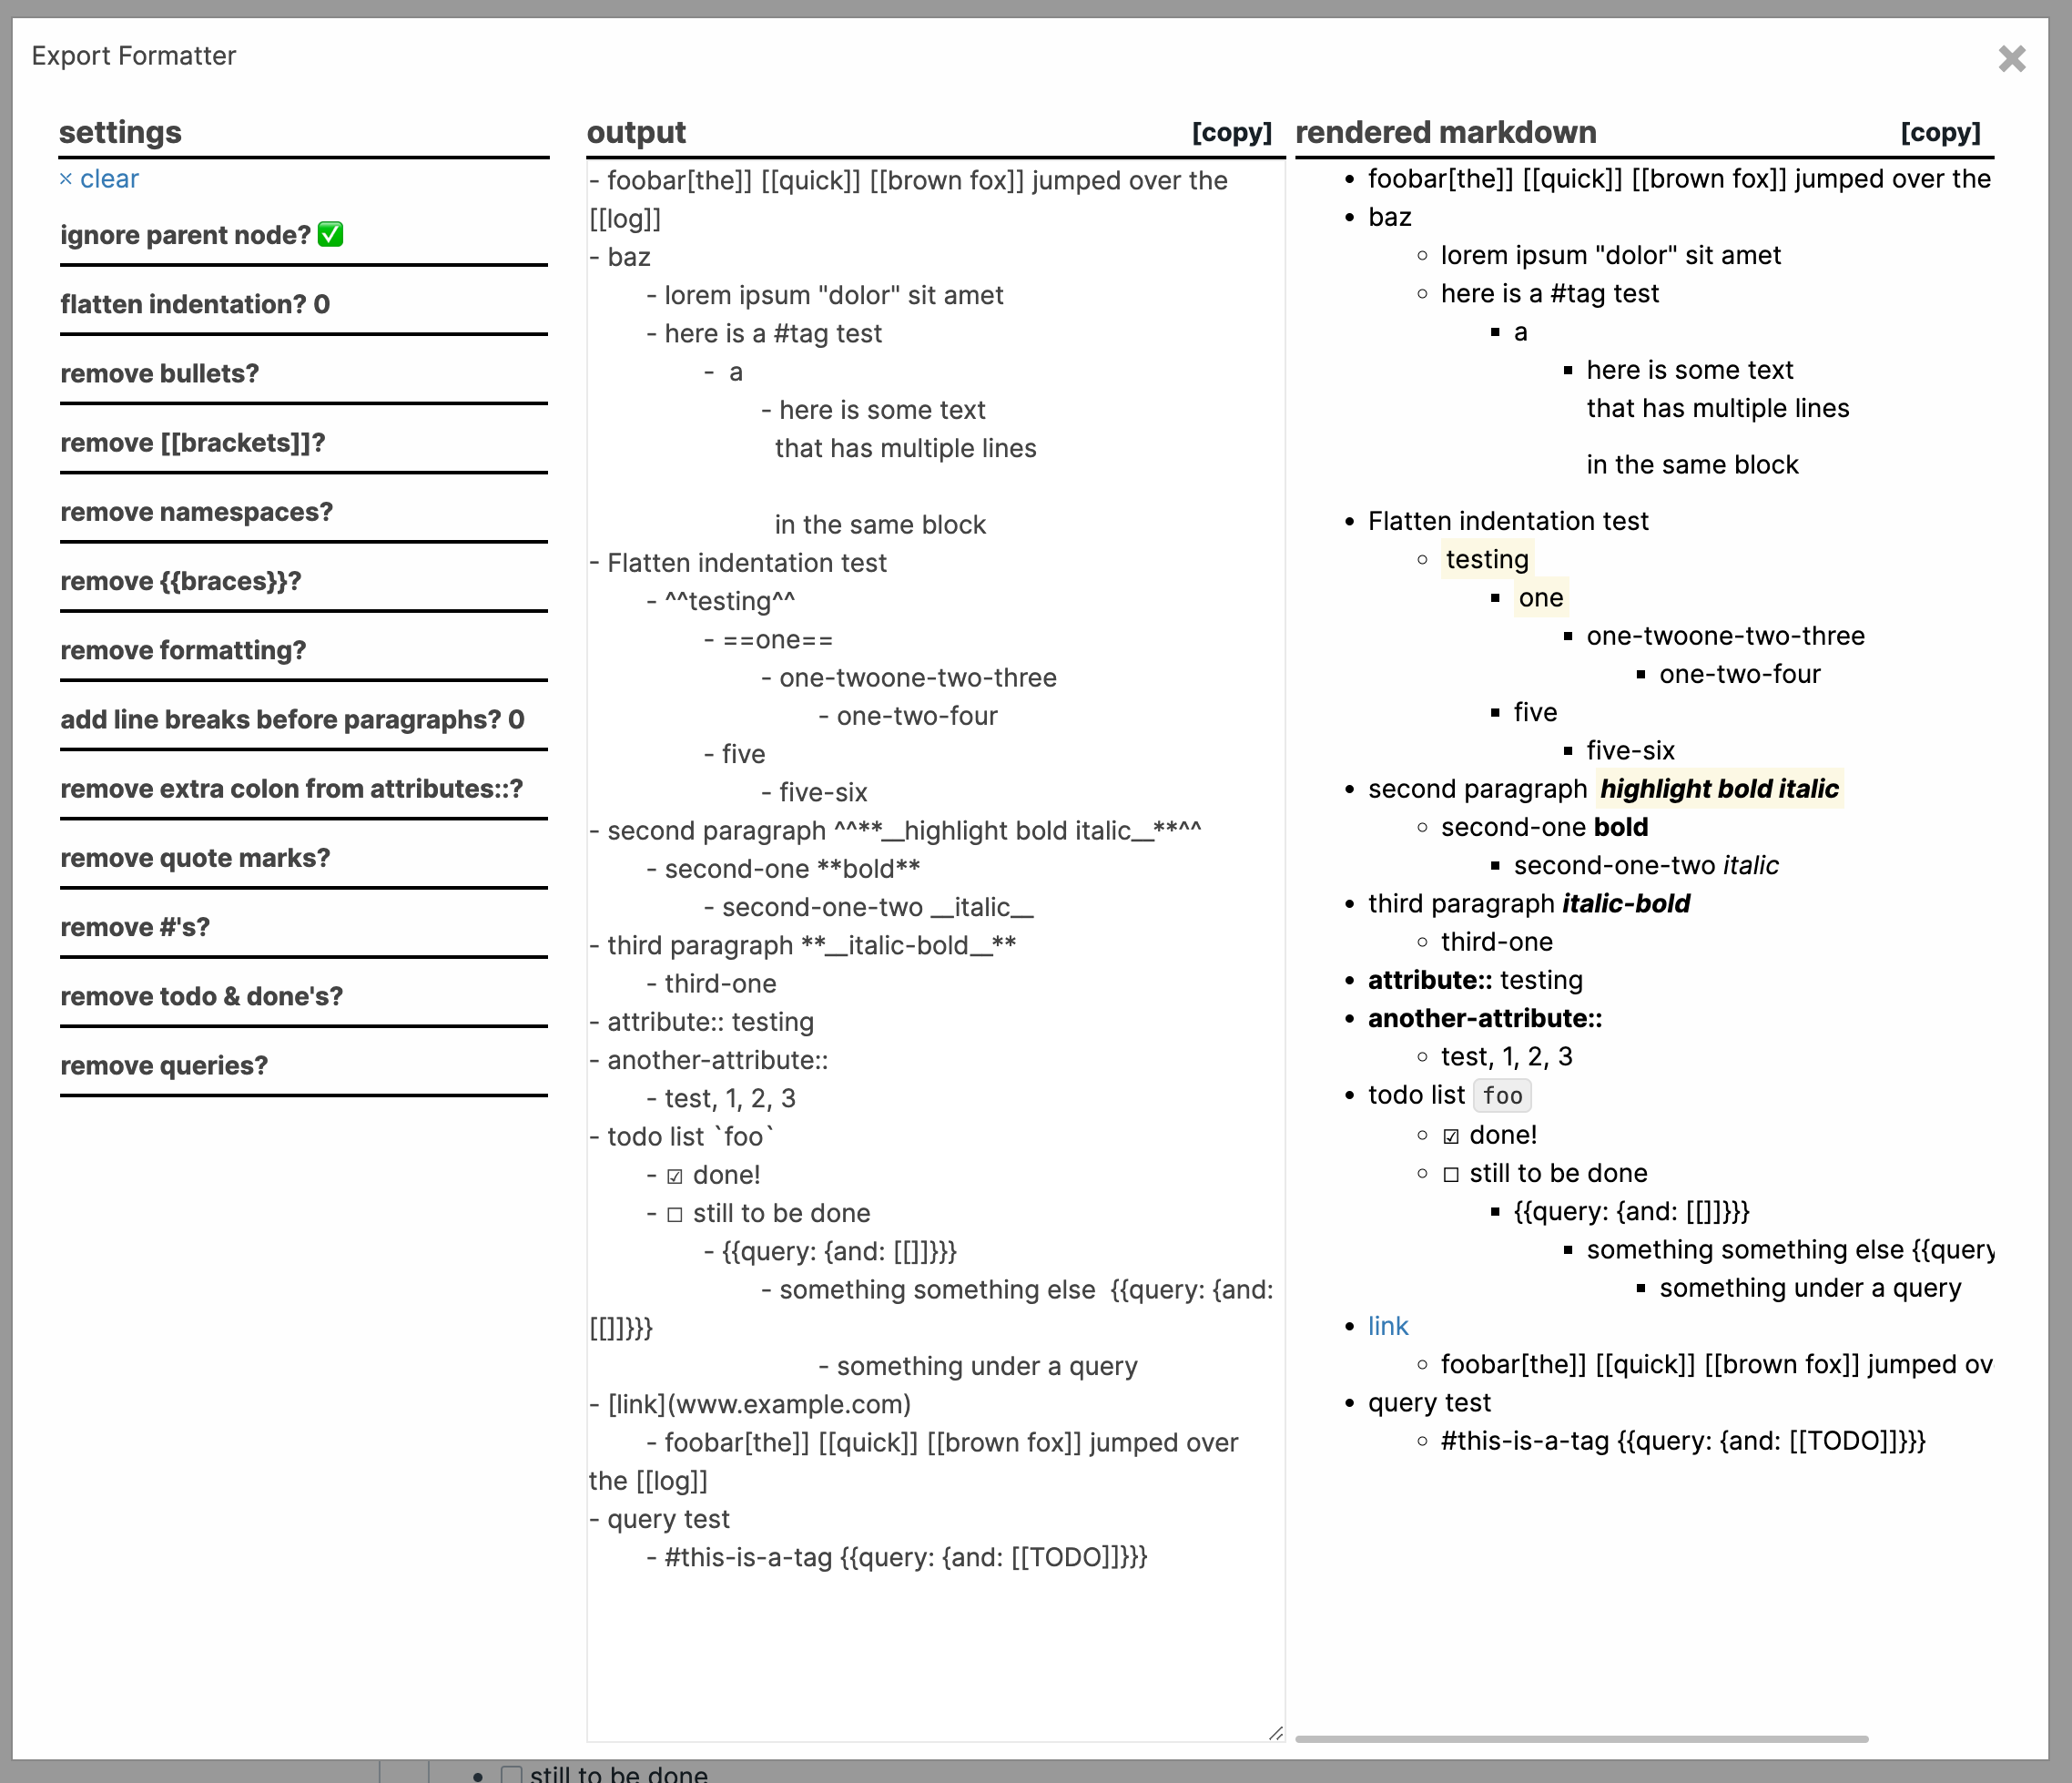 Export Formatter
settings
× clear
ignore parent node? ✅
flatten indentation? 0
remove bullets?
remove [[brackets]]?
remove namespaces?
remove {{braces}}?
remove formatting?
add line breaks before paragraphs? 0
remove extra colon from attributes::?
remove quote marks?
remove #'s?
remove todo & done's?
remove queries?
output [copy]
- foobar[the]] [[quick]] [[brown fox]] jumped over the
[[log]]
- baz
- lorem ipsum "dolor" sit amet
- here is a #tag test
- a
- here is some text
that has multiple lines
in the same block
- Flatten indentation test
- ^^testing^^
- ==one==
- one-twoone-two-three
- one-two-four
- five
- five-six
- second paragraph ^^**__highlight bold italic__**^^
- second-one **bold**
- second-one-two __italic__
- third paragraph **__italic-bold__**
- third-one
- attribute:: testing
- another-attribute::
- test, 1, 2, 3
- todo list `foo`
- ☑ done!
- ☐ still to be done
- {{query: {and: [[]]}}}
- something something else {{query: {and:
[[]]}}}
- something under a query
- [link](www.example.com)
- foobar[the]] [[quick]] [[brown fox]] jumped over
the [[log]]
- query test
- #this-is-a-tag {{query: {and: [[TODO]]}}}
rendered markdown [copy]
• foobar[the]] [[quick]] [[brown fox]] jumped over the
• baz
◦ lorem ipsum "dolor" sit amet
◦ here is a #tag test
▪ a
▪ here is some text
that has multiple lines
in the same block
• Flatten indentation test
◦ testing
▪ one
▪ one-twoone-two-three
▪ one-two-four
▪ five
▪ five-six
• second paragraph highlight bold italic
◦ second-one bold
▪ second-one-two italic
• third paragraph italic-bold
◦ third-one
• attribute:: testing
• another-attribute::
◦ test, 1, 2, 3
• todo list foo
◦ ☑ done!
◦ ☐ still to be done
▪ {{query: {and: [[]]}}}
▪ something something else {{query
▪ something under a query
• link
◦ foobar[the]] [[quick]] [[brown fox]] jumped ov
• query test
◦ #this-is-a-tag {{query: {and: [[TODO]]}}}
• ☐ still to be done